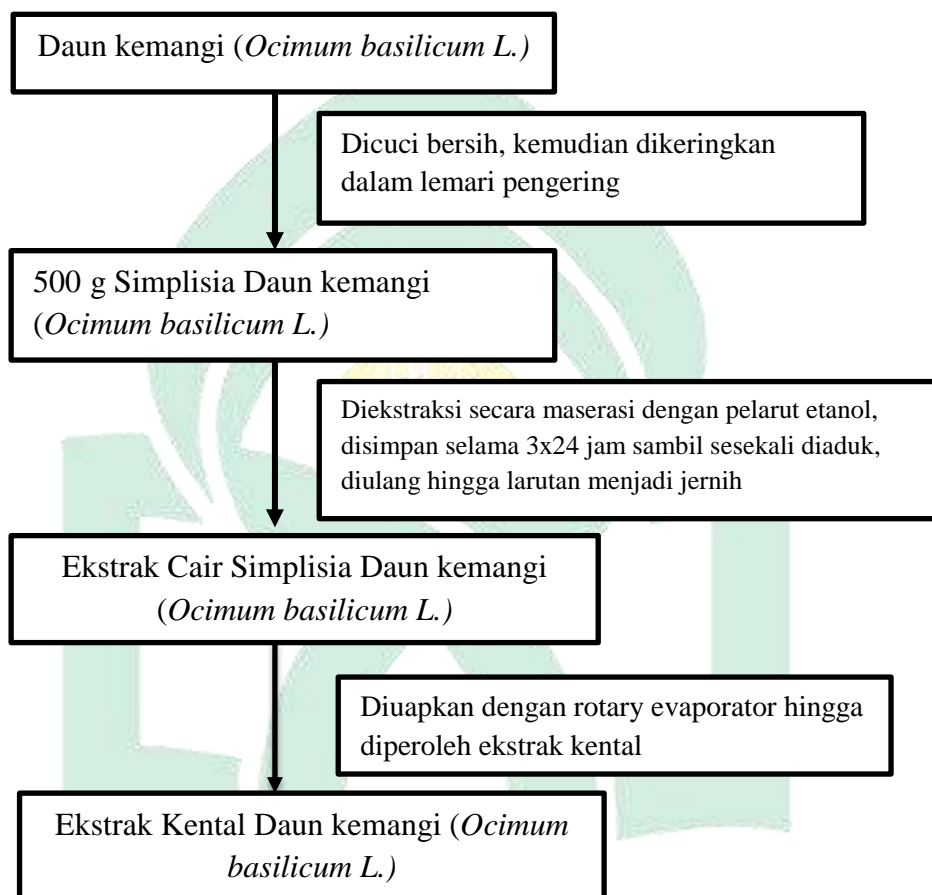 Daun kemangi (Ocimum basilicum L.)
Dicuci bersih, kemudian dikeringkan
dalam lemari pengering
500 g Simplisia Daun kemangi
(Ocimum basilicum L.)
Diekstraksi secara maserasi dengan pelarut etanol,
disimpan selama 3x24 jam sambil sesekali diaduk,
diulang hingga larutan menjadi jernih
Ekstrak Cair Simplisia Daun kemangi
(Ocimum basilicum L.)
Diuapkan dengan rotary evaporator hingga
diperoleh ekstrak kental
Ekstrak Kental Daun kemangi (Ocimum
basilicum L.)